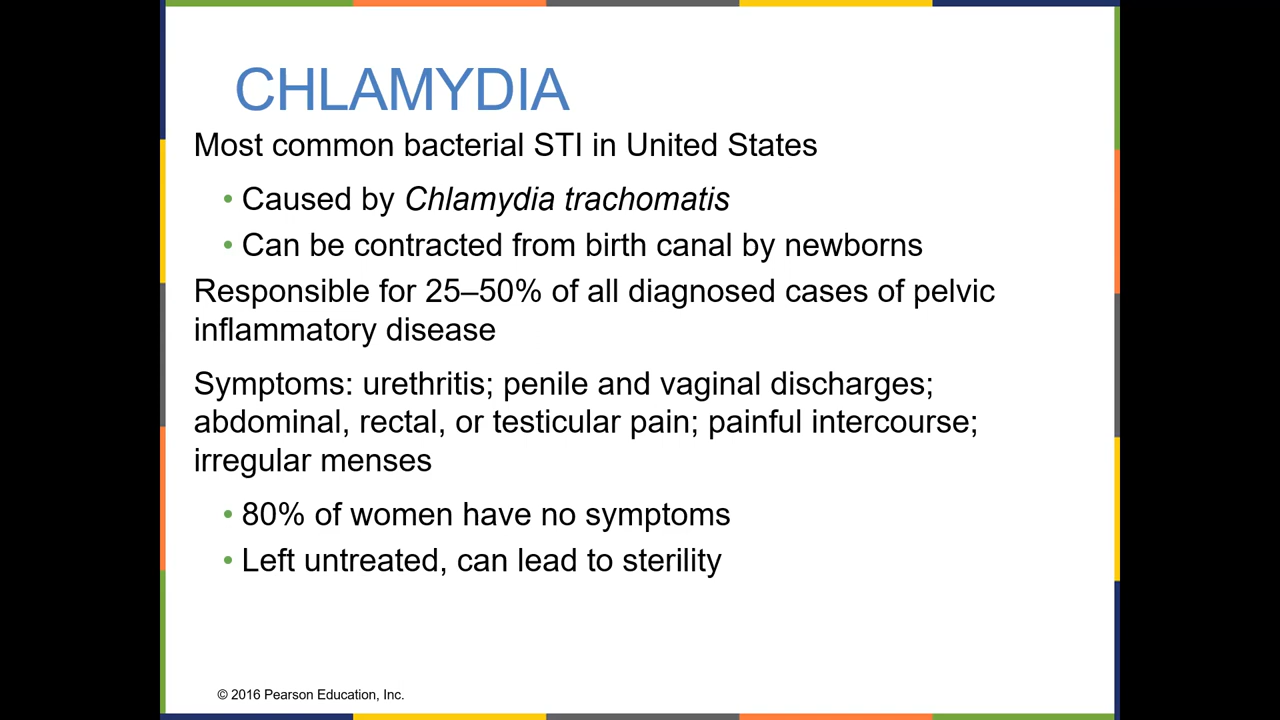 CHLAMYDIA
Most common bacterial STI in United States
• Caused by Chlamydia trachomatis
• Can be contracted from birth canal by newborns
Responsible for 25–50% of all diagnosed cases of pelvic
inflammatory disease
Symptoms: urethritis; penile and vaginal discharges;
abdominal, rectal, or testicular pain; painful intercourse;
irregular menses
• 80% of women have no symptoms
• Left untreated, can lead to sterility
© 2016 Pearson Education, Inc.